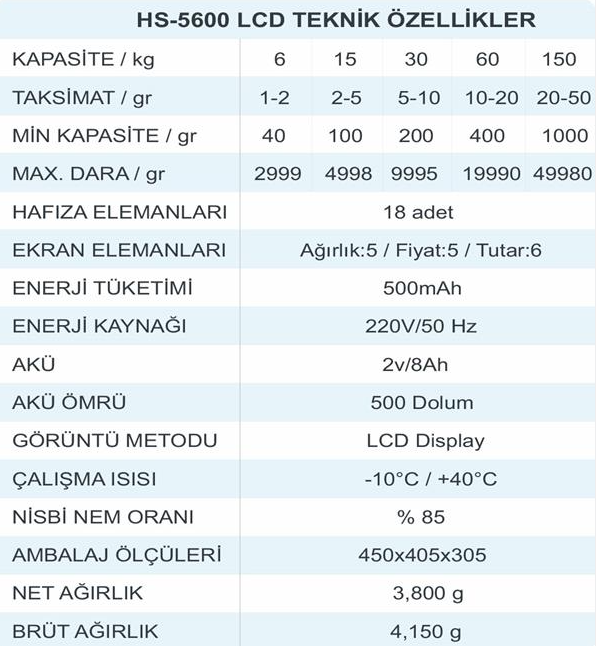 HS-5600 LCD TEKNİK ÖZELLİKLER
KAPASİTE / kg 6 15 30 60 150
TAKSİMAT / gr 1-2 2-5 5-10 10-20 20-50
MİN KAPASİTE / gr 40 100 200 400 1000
MAX. DARA / gr 2999 4998 9995 19990 49980
HAFIZA ELEMANLARI 18 adet
EKRAN ELEMANLARI Ağırlık:5 / Fiyat:5 / Tutar:6
ENERJİ TÜKETİMİ 500mAh
ENERJİ KAYNAĞI 220V/50 Hz
AKÜ 2v/8Ah
AKÜ ÖMRÜ 500 Dolum
GÖRÜNTÜ METODU LCD Display
ÇALIŞMA ISISI -10°C / +40°C
NİSBİ NEM ORANI % 85
AMBALAJ ÖLÇÜLERİ 450x405x305
NET AĞIRLIK 3,800 g
BRÜT AĞIRLIK 4,150 g